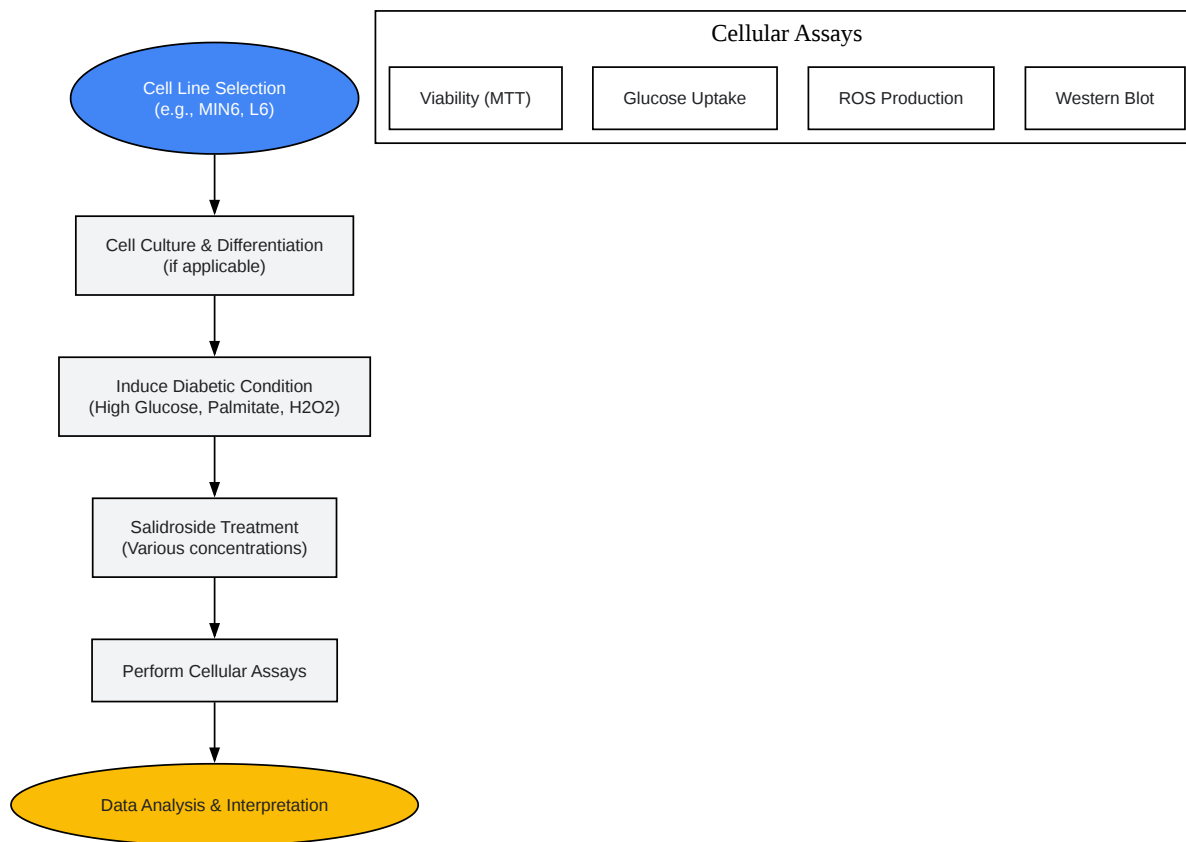 Cellular Assays
Viability (MTT)
Glucose Uptake
ROS Production
Western Blot
Cell Line Selection
(e.g., MIN6, L6)
Cell Culture & Differentiation
(if applicable)
Induce Diabetic Condition
(High Glucose, Palmitate, H2O2)
Salidroside Treatment
(Various concentrations)
Perform Cellular Assays
Data Analysis & Interpretation